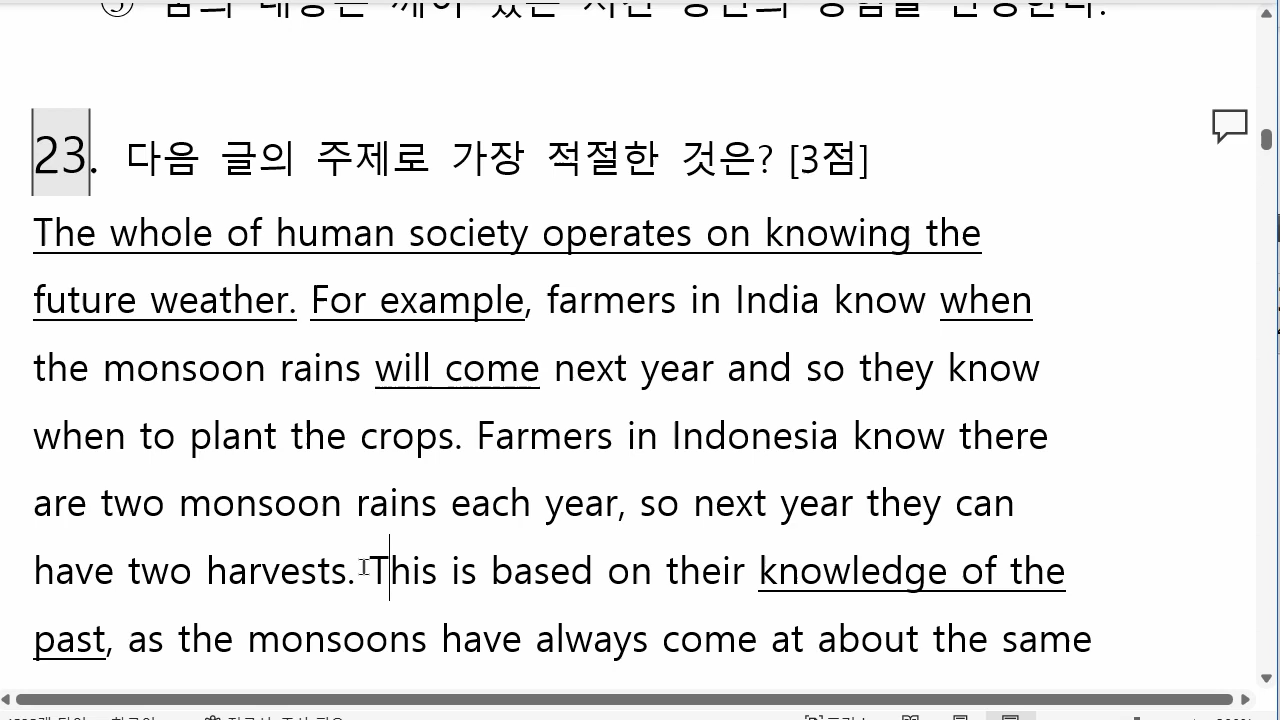 23. 다음 글의 주제로 가장 적절한 것은? [3점]
The whole of human society operates on knowing the
future weather. For example, farmers in India know when
the monsoon rains will come next year and so they know
when to plant the crops. Farmers in Indonesia know there
are two monsoon rains each year, so next year they can
have two harvests. This is based on their knowledge of the
past, as the monsoons have always come at about the same